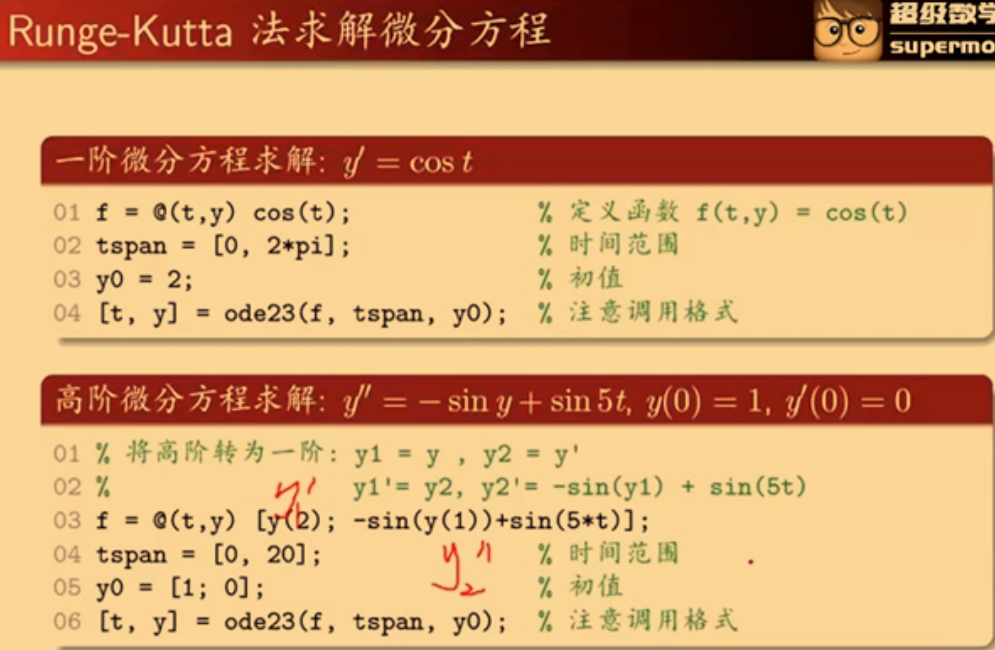 Runge-Kutta 法求解微分方程
超级数学
supermo
一阶微分方程求解: y′ = cos t
01 f = @(t,y) cos(t); % 定义函数 f(t,y) = cos(t)
02 tspan = [0, 2*pi]; % 时间范围
03 y0 = 2; % 初值
04 [t, y] = ode23(f, tspan, y0); % 注意调用格式
高阶微分方程求解: y″ = − sin y + sin 5t, y(0) = 1, y′(0) = 0
01 % 将高阶转为一阶: y1 = y , y2 = y'
02 % y1'= y2, y2'= -sin(y1) + sin(5t)
03 f = @(t,y) [y(2); -sin(y(1))+sin(5*t)];
04 tspan = [0, 20]; % 时间范围
05 y0 = [1; 0]; % 初值
06 [t, y] = ode23(f, tspan, y0); % 注意调用格式